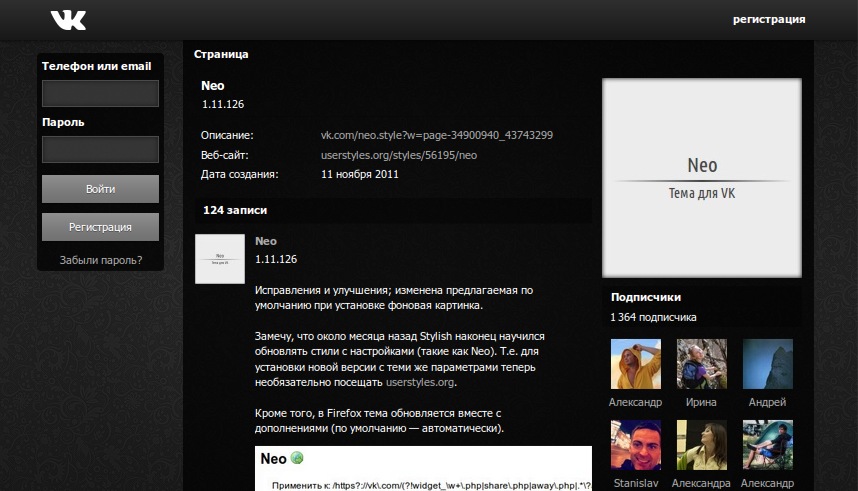 регистрация
Телефон или email
Пароль
Войти
Регистрация
Забыли пароль?
Страница
Neo
1.11.126
Описание: vk.com/neo.style?w=page-34900940_43743299
Веб-сайт: userstyles.org/styles/56195/neo
Дата создания: 11 ноября 2011
124 записи
Neo
Тема для VK
Neo
1.11.126
Исправления и улучшения; изменена предлагаемая по
умолчанию при установке фоновая картинка.
Замечу, что около месяца назад Stylish наконец научился
обновлять стили с настройками (такие как Neo). Т.е. для
установки новой версии с теми же параметрами теперь
необязательно посещать userstyles.org.
Кроме того, в Firefox тема обновляется вместе с
дополнениями (по умолчанию — автоматически).
Neo
Применить к: /https?://vk\.com/(?!widget_\w+\.php|share\.php|away\.php|.*\?
Neo
Тема для VK
Подписчики
1 364 подписчика
Александр Ирина Андрей
Stanislav Александра Александр